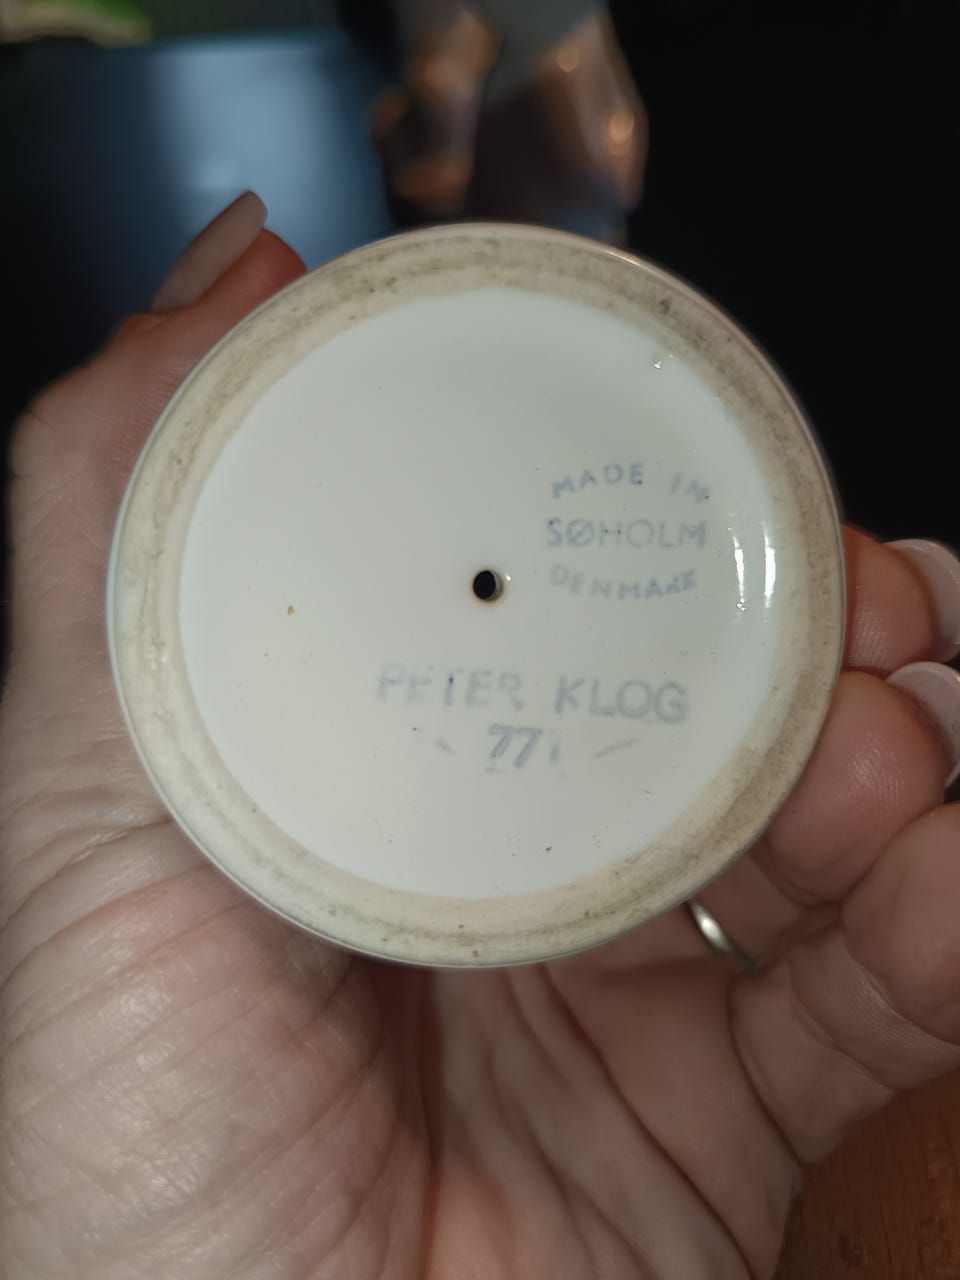 MADE IN
SØHOLM
DENMARK
PETER KLOG
771